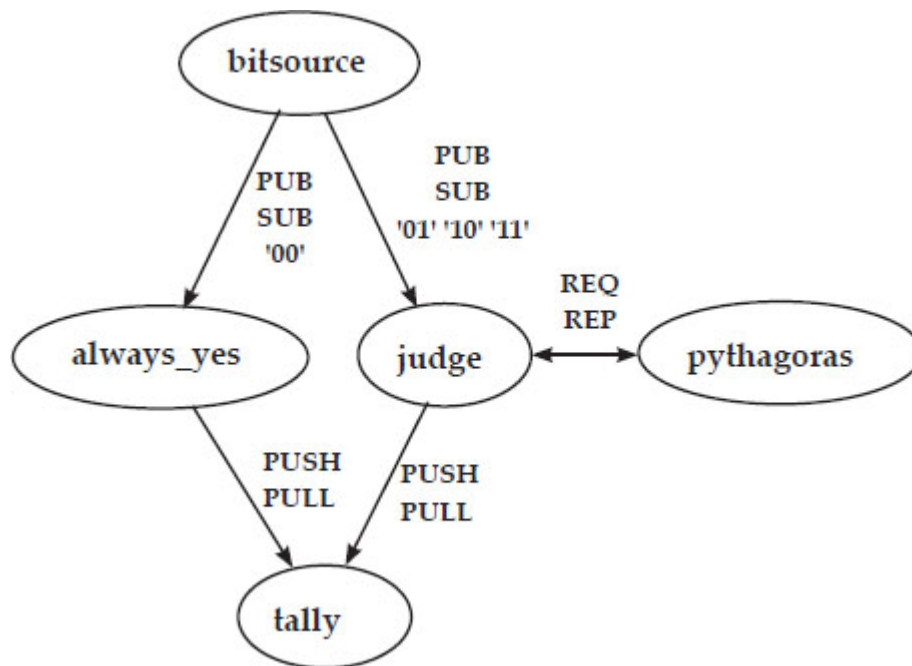 bitsource
PUB
SUB
'00'
PUB
SUB
'01' '10' '11'
REQ
REP
always_yes
judge
pythagoras
PUSH
PULL
PUSH
PULL
tally